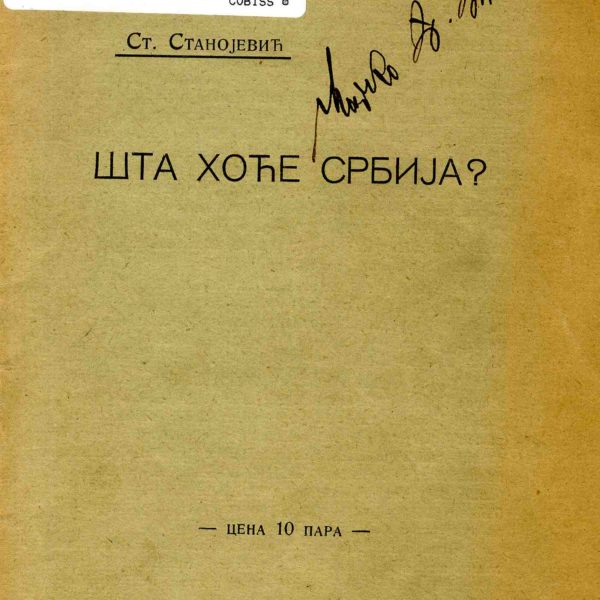 COBISS ®
Ст. Станојевић
ШТА ХОЋЕ СРБИЈА?
— ЦЕНА 10 ПАРА —